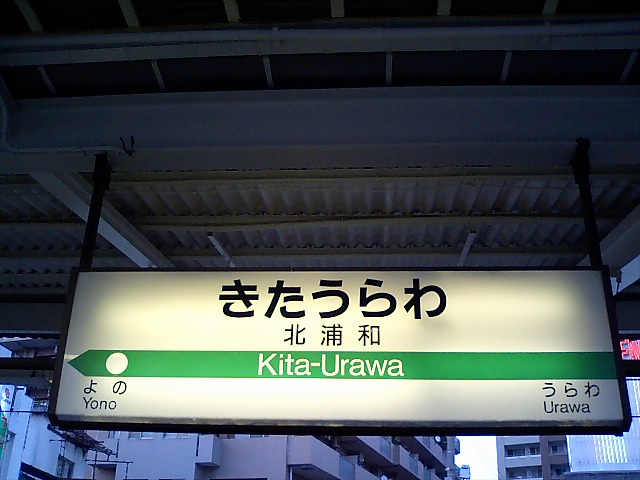 きたうらわ
北浦和
Kita-Urawa
よの
Yono
うらわ
Urawa